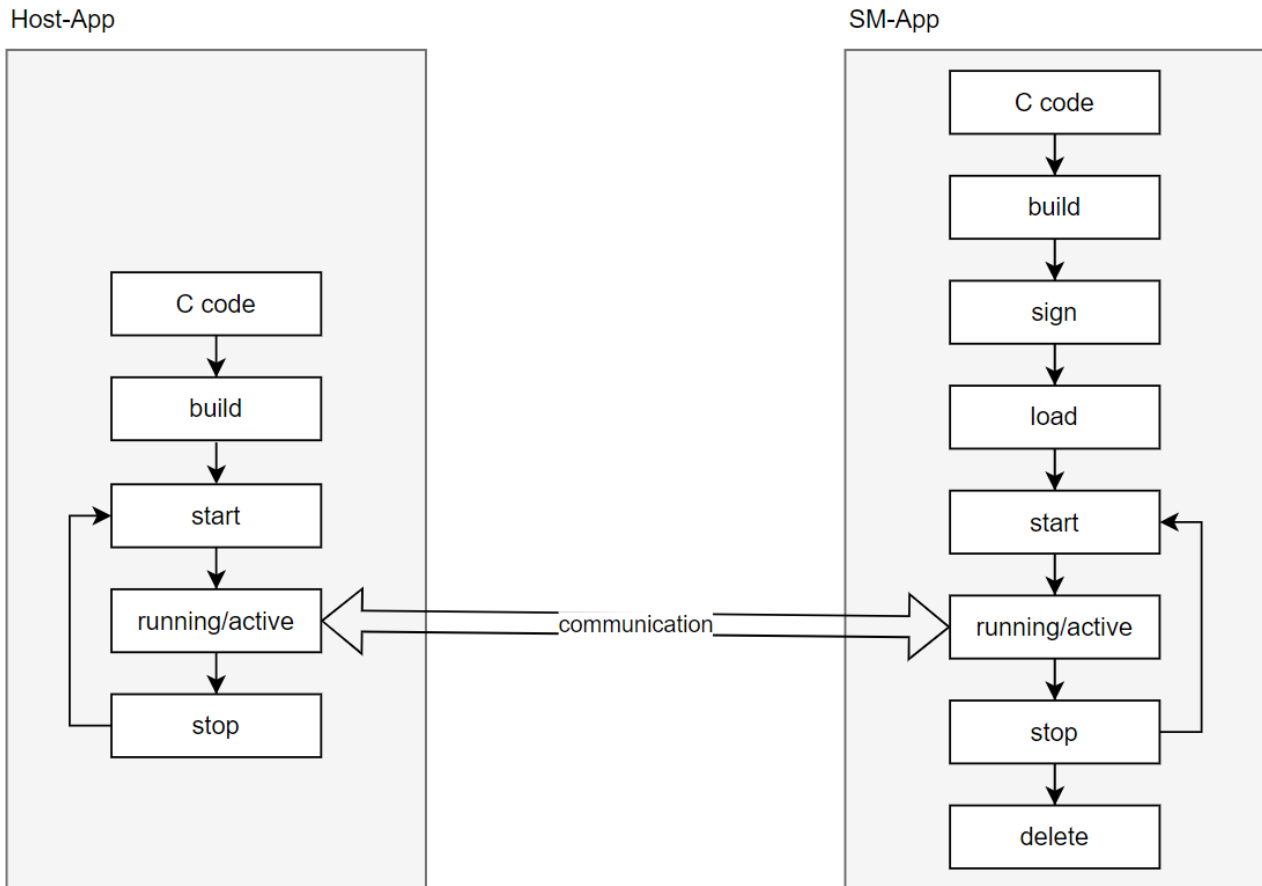 Host-App
C code
build
start
running/active
stop
communication
SM-App
C code
build
sign
load
start
running/active
stop
delete